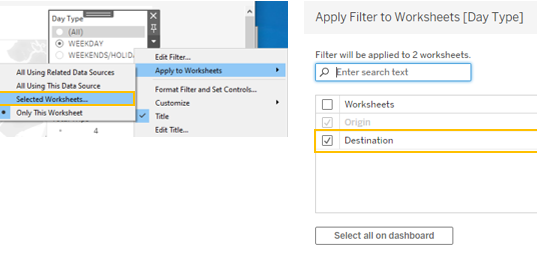 Day Type
(All)
WEEKDAY
WEEKENDS/HOLIDA
All Using Related Data Sources
All Using This Data Source
Selected Worksheets...
Only This Worksheet
4
Edit Filter...
Apply to Worksheets
Format Filter and Set Controls...
Customize
Title
Edit Title...
Apply Filter to Worksheets [Day Type]
Filter will be applied to 2 worksheets.
Enter search text
Worksheets
Origin
Destination
Select all on dashboard